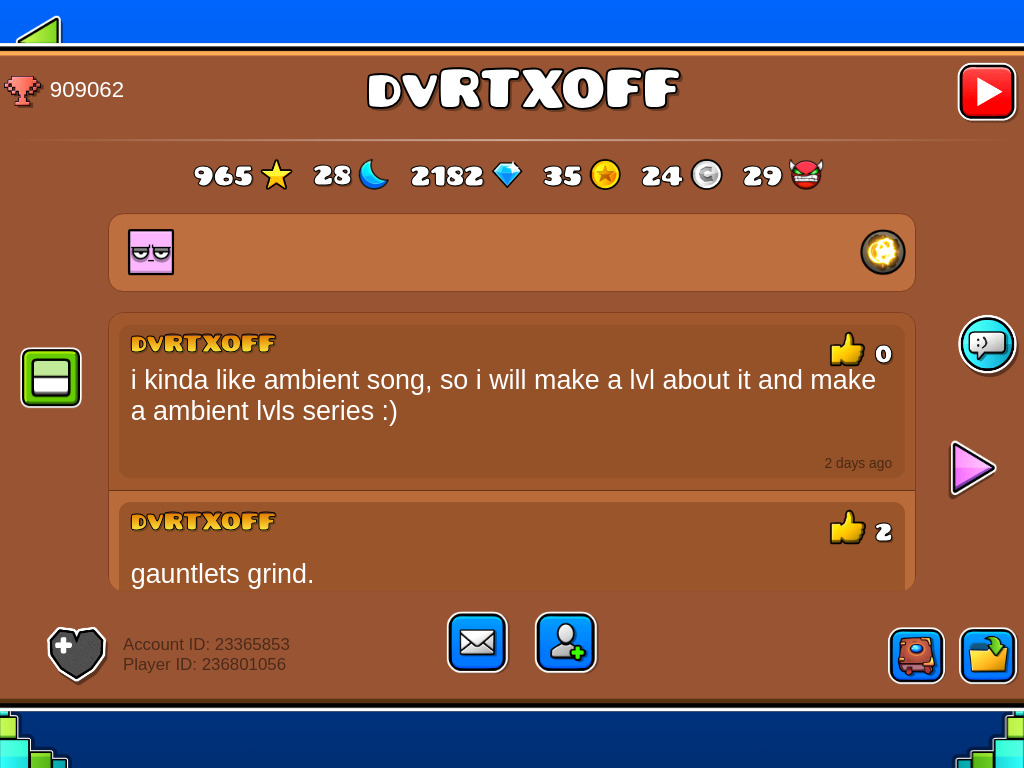 909062
DVRTXOFF
965 28 2182 35 24 29
DVRTXOFF
0
i kinda like ambient song, so i will make a lvl about it and make
a ambient lvls series :)
2 days ago
DVRTXOFF
2
gauntlets grind.
Account ID: 23365853
Player ID: 236801056